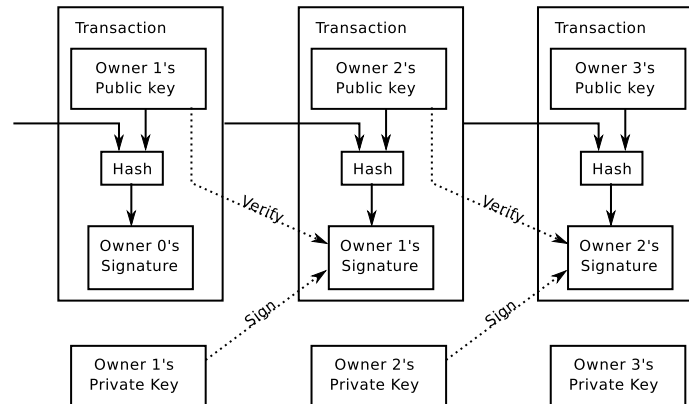 Transaction
Transaction
Transaction
Owner 1's
Public key
Owner 2's
Public key
Owner 3's
Public key
Hash
Hash
Hash
Verify
Verify
Owner 0's
Signature
Owner 1's
Signature
Owner 2's
Signature
Sign
Sign
Owner 1's
Private Key
Owner 2's
Private Key
Owner 3's
Private Key